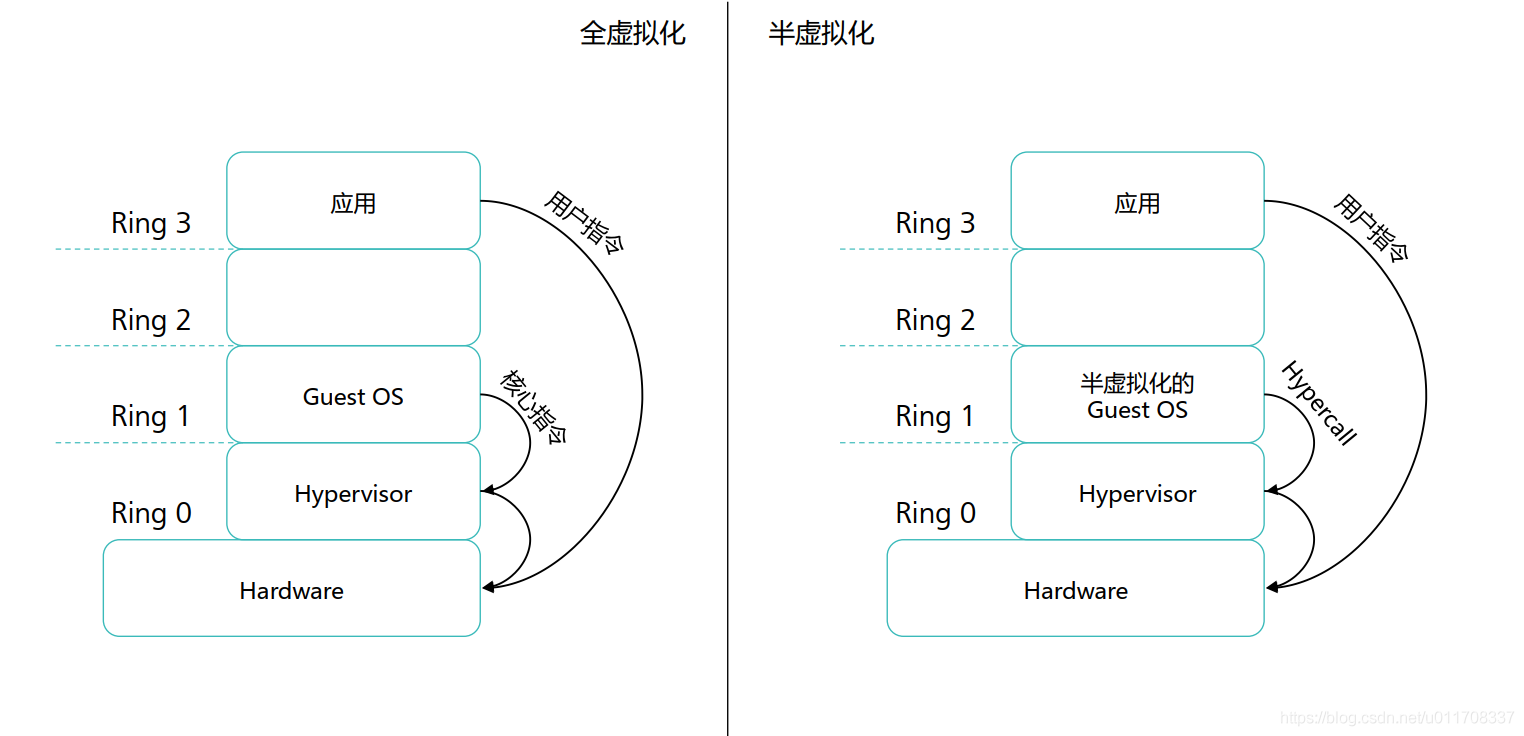 全虚拟化
应用
用户指令
Ring 3
Ring 2
Guest OS
核心指令
Ring 1
Hypervisor
Ring 0
Hardware
半虚拟化
应用
用户指令
Ring 3
Ring 2
半虚拟化的
Guest OS
Hypercall
Ring 1
Hypervisor
Ring 0
Hardware
https://blog.csdn.net/u011708337